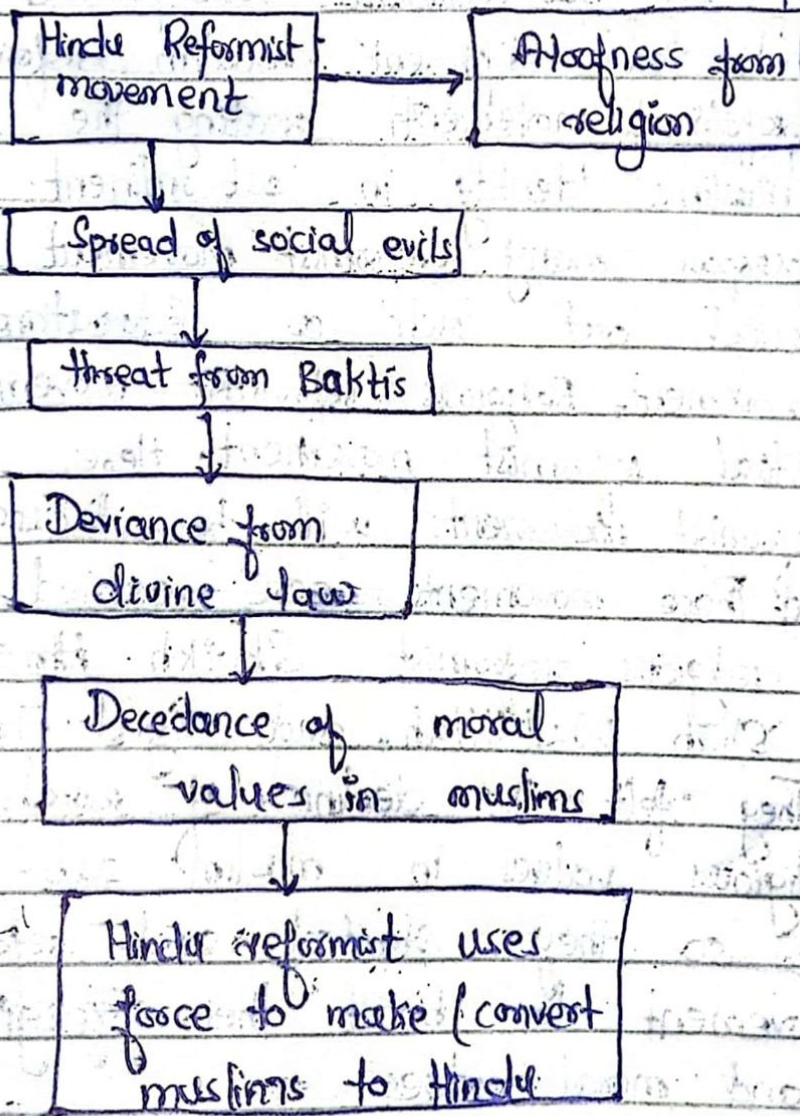 Hindu Reformist
movement
Aloofness from
religion
Spread of social evils
threat from Baktis
Deviance from
divine law
Decedance of moral
values in muslims
Hindu reformist uses
force to make (convert
muslims to Hindu